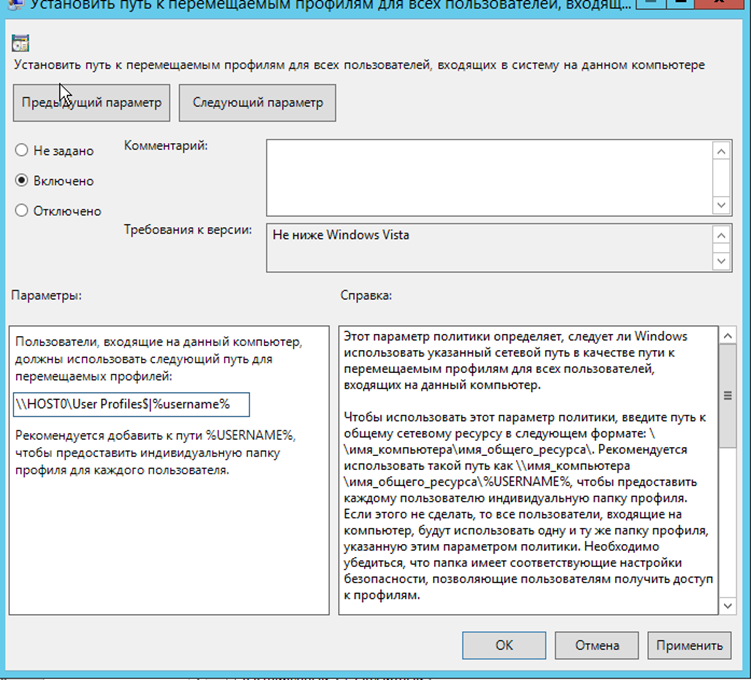 Установить путь к перемещаемым профилям для всех пользователей, входящ...
Установить путь к перемещаемым профилям для всех пользователей, входящих в систему на данном компьютере
Предыдущий параметр
Следующий параметр
Не задано
Включено
Отключено
Комментарий:
Требования к версии:
Не ниже Windows Vista
Параметры:
Справка:
Пользователи, входящие на данный компьютер,
должны использовать следующий путь для
перемещаемых профилей:
\\HOST0\User Profiles$|%username%
Рекомендуется добавить к пути %USERNAME%,
чтобы предоставить индивидуальную папку
профиля для каждого пользователя.
Этот параметр политики определяет, следует ли Windows
использовать указанный сетевой путь в качестве пути к
перемещаемым профилям для всех пользователей,
входящих на данный компьютер.
Чтобы использовать этот параметр политики, введите путь к
общему сетевому ресурсу в следующем формате: \
\имя_компьютера\имя_общего_ресурса\. Рекомендуется
использовать такой путь как \\имя_компьютера
\имя_общего_ресурса\%USERNAME%, чтобы предоставить
каждому пользователю индивидуальную папку профиля.
Если этого не сделать, то все пользователи, входящие на
компьютер, будут использовать одну и ту же папку профиля,
указанную этим параметром политики. Необходимо
убедиться, что папка имеет соответствующие настройки
безопасности, позволяющие пользователям получить доступ
к профилям.
ОК
Отмена
Применить